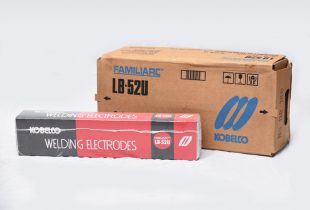 FAMILIARC
LB-52U
KOBELCO
KOBELCO
WELDING ELECTRODES
LB-52U